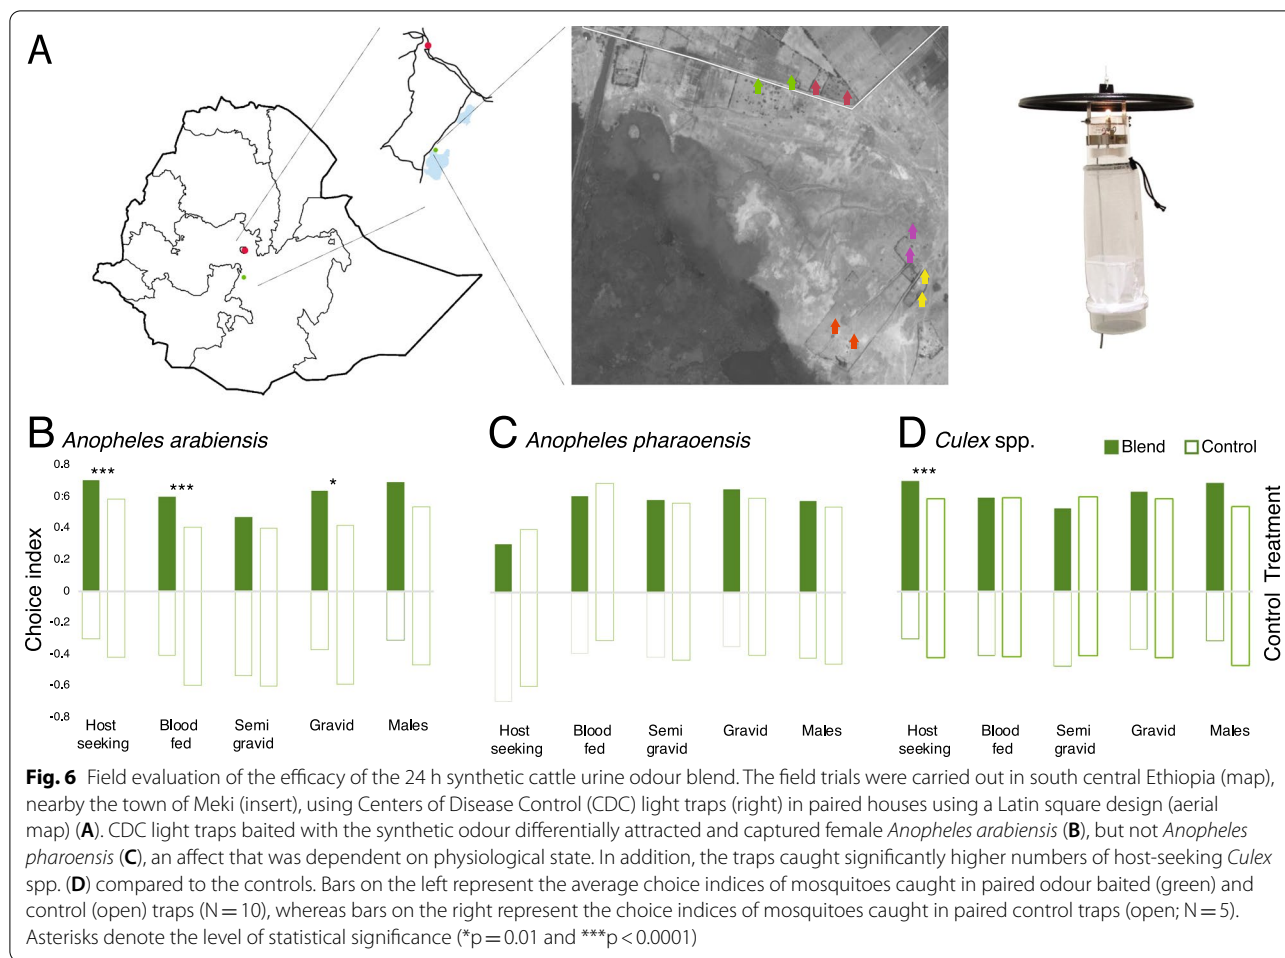 A
B Anopheles arabiensis
C Anopheles pharaoensis
D Culex spp.
Blend Control
Choice index
0.8
0.6
0.4
0.2
0
-0.2
-0.4
-0.6
-0.8
*** *** *
***
Control Treatment
Host seeking Blood fed Semi gravid Gravid Males
Host seeking Blood fed Semi gravid Gravid Males
Host seeking Blood fed Semi gravid Gravid Males
Fig. 6 Field evaluation of the efficacy of the 24 h synthetic cattle urine odour blend. The field trials were carried out in south central Ethiopia (map),
nearby the town of Meki (insert), using Centers of Disease Control (CDC) light traps (right) in paired houses using a Latin square design (aerial
map) (A). CDC light traps baited with the synthetic odour differentially attracted and captured female Anopheles arabiensis (B), but not Anopheles
pharoensis (C), an affect that was dependent on physiological state. In addition, the traps caught significantly higher numbers of host-seeking Culex
spp. (D) compared to the controls. Bars on the left represent the average choice indices of mosquitoes caught in paired odour baited (green) and
control (open) traps (N = 10), whereas bars on the right represent the choice indices of mosquitoes caught in paired control traps (open; N = 5).
Asterisks denote the level of statistical significance (*p = 0.01 and ***p < 0.0001)